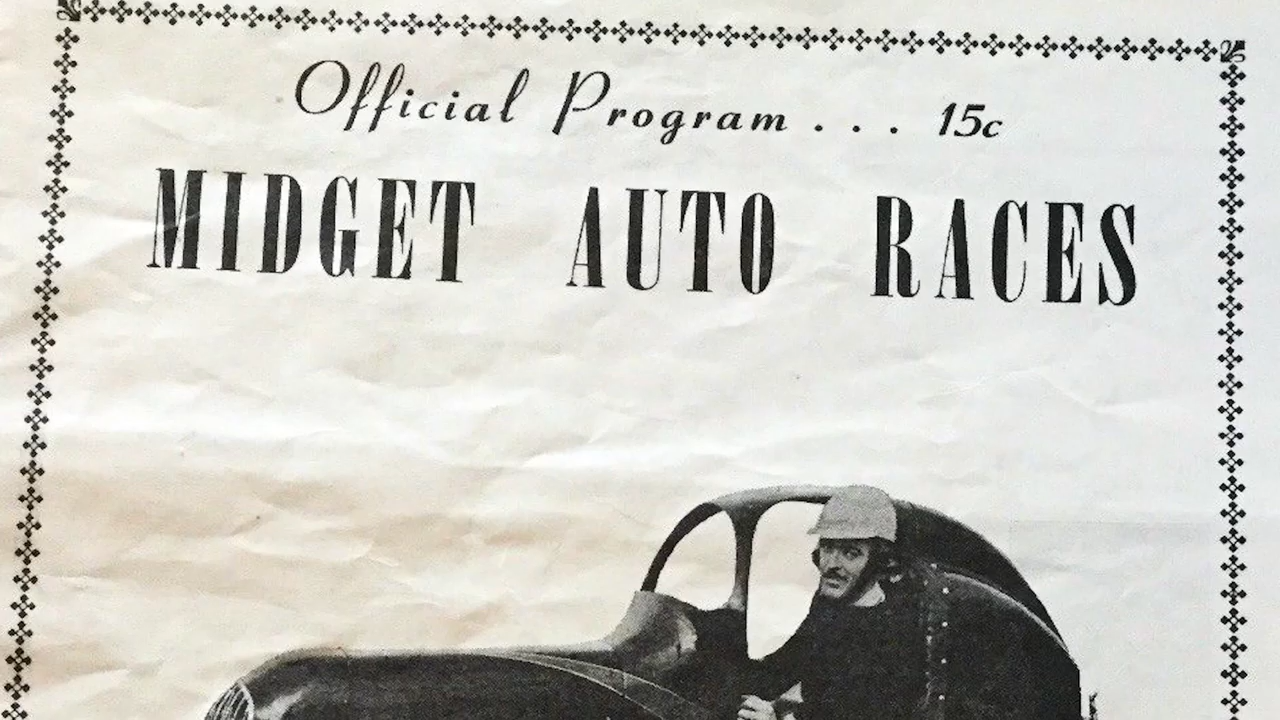 Official Program . . . 15c
MIDGET AUTO RACES